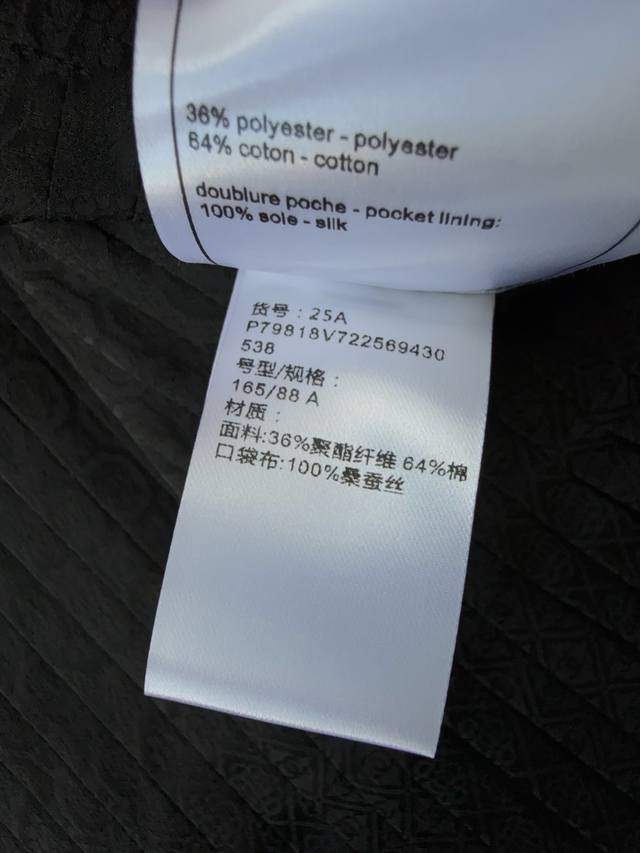 36% polyester - polyester
64% coton - cotton
doublure poche - pocket lining:
100% soie - silk
货号：25A
P79818V722569430
538
号型/规格：
165/88 A
材质：
面料:36%聚酯纤维 64%棉
口袋布:100%桑蚕丝